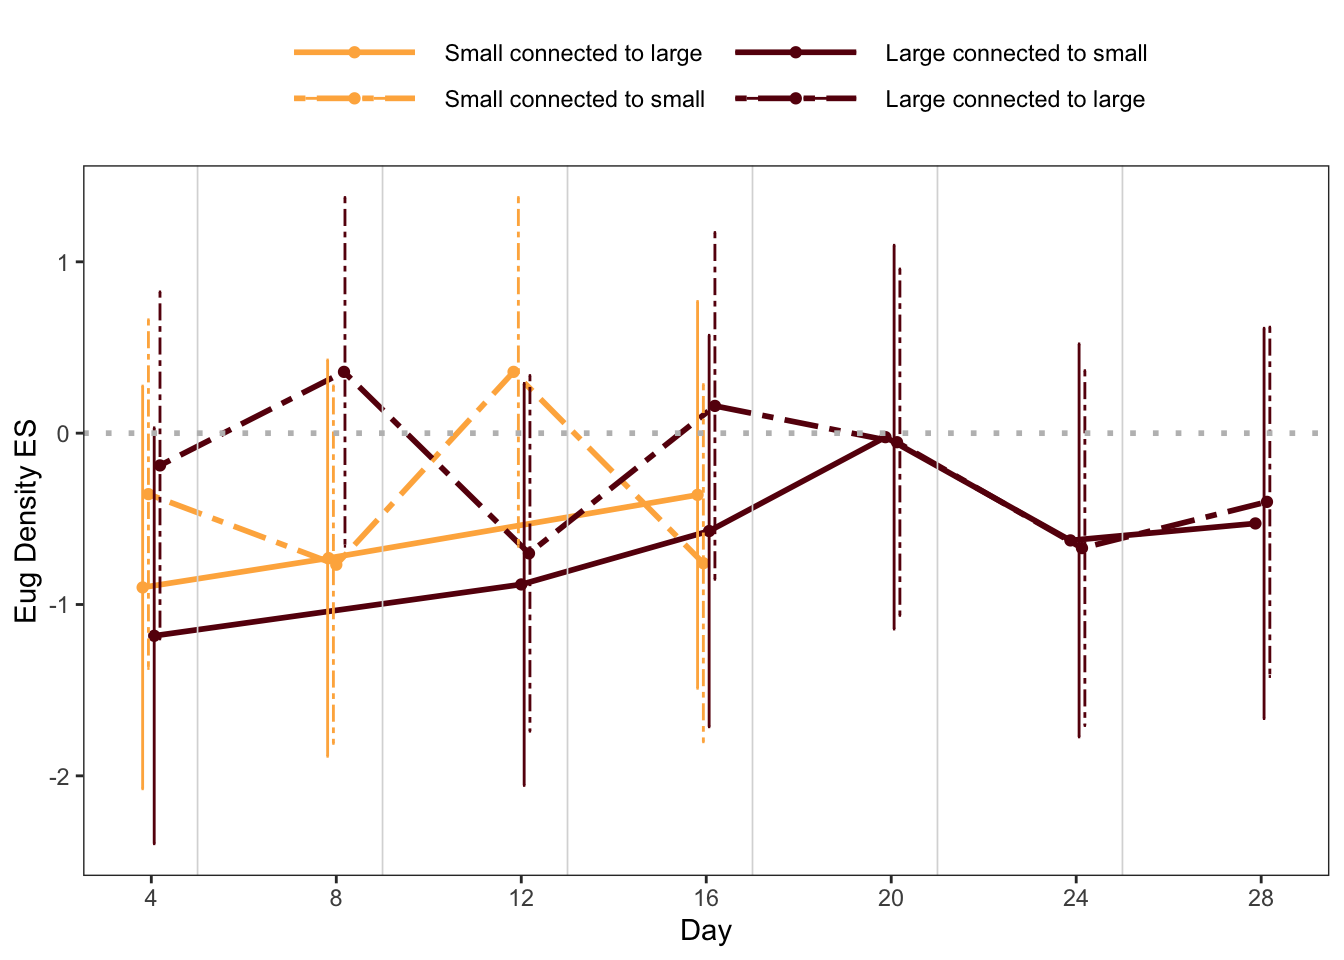 Small connected to large
Large connected to small
Small connected to small
Large connected to large
Eug Density ES
1
0
-1
-2
4 8 12 16 20 24 28
Day